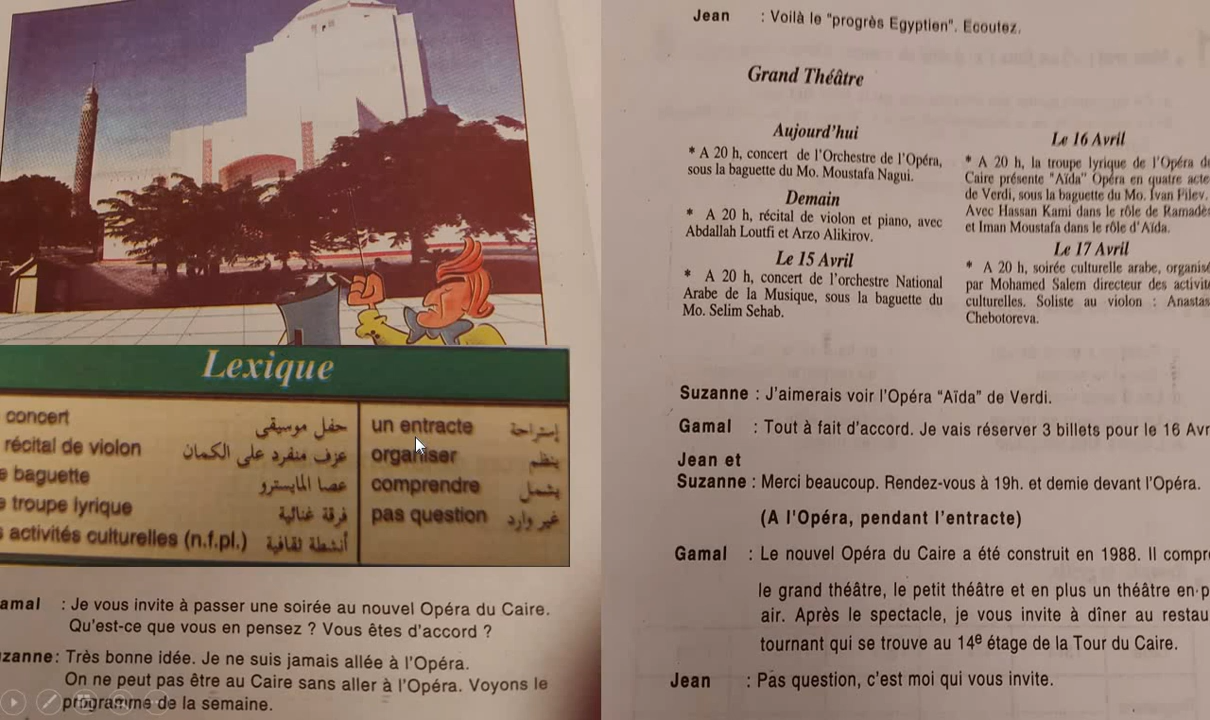 Lexique
concert حفل موسيقى
récital de violon عزف منفرد على الكمان
baguette عصا المايسترو
troupe lyrique فرقة غنائية
activités culturelles (n.f.pl.) أنشطة ثقافية
un entracte إستراحة
organiser ينظم
comprendre يشمل
pas question غير وارد
: Je vous invite à passer une soirée au nouvel Opéra du Caire.
Qu'est-ce que vous en pensez ? Vous êtes d'accord ?
: Très bonne idée. Je ne suis jamais allée à l'Opéra.
On ne peut pas être au Caire sans aller à l'Opéra. Voyons le
programme de la semaine.
Jean : Voilà le "progrès Egyptien". Ecoutez.
Grand Théâtre
Aujourd'hui
* A 20 h, concert de l'Orchestre de l'Opéra,
sous la baguette du Mo. Moustafa Nagui.
Demain
* A 20 h, récital de violon et piano, avec
Abdallah Loutfi et Arzo Alikirov.
Le 15 Avril
* A 20 h, concert de l'orchestre National
Arabe de la Musique, sous la baguette du
Mo. Selim Sehab.
Le 16 Avril
* A 20 h, la troupe lyrique de l'Opéra
Caire présente "Aïda" Opéra en quatre
de Verdi, sous la baguette du Mo. Ivan Filev.
Avec Hassan Kami dans le rôle de
et Iman Moustafa dans le rôle d'Aïda.
Le 17 Avril
* A 20 h, soirée culturelle arabe,
par Mohamed Salem directeur des
culturelles. Soliste au violon :
Chebotoreva.
Suzanne : J'aimerais voir l'Opéra "Aïda" de Verdi.
Gamal : Tout à fait d'accord. Je vais réserver 3 billets pour le 16
Jean et
Suzanne : Merci beaucoup. Rendez-vous à 19h. et demie devant l'Opéra.
(A l'Opéra, pendant l'entracte)
Gamal : Le nouvel Opéra du Caire a été construit en 1988. Il
le grand théâtre, le petit théâtre et en plus un théâtre en
air. Après le spectacle, je vous invite à dîner au
tournant qui se trouve au 14e étage de la Tour du Caire.
Jean : Pas question, c'est moi qui vous invite.